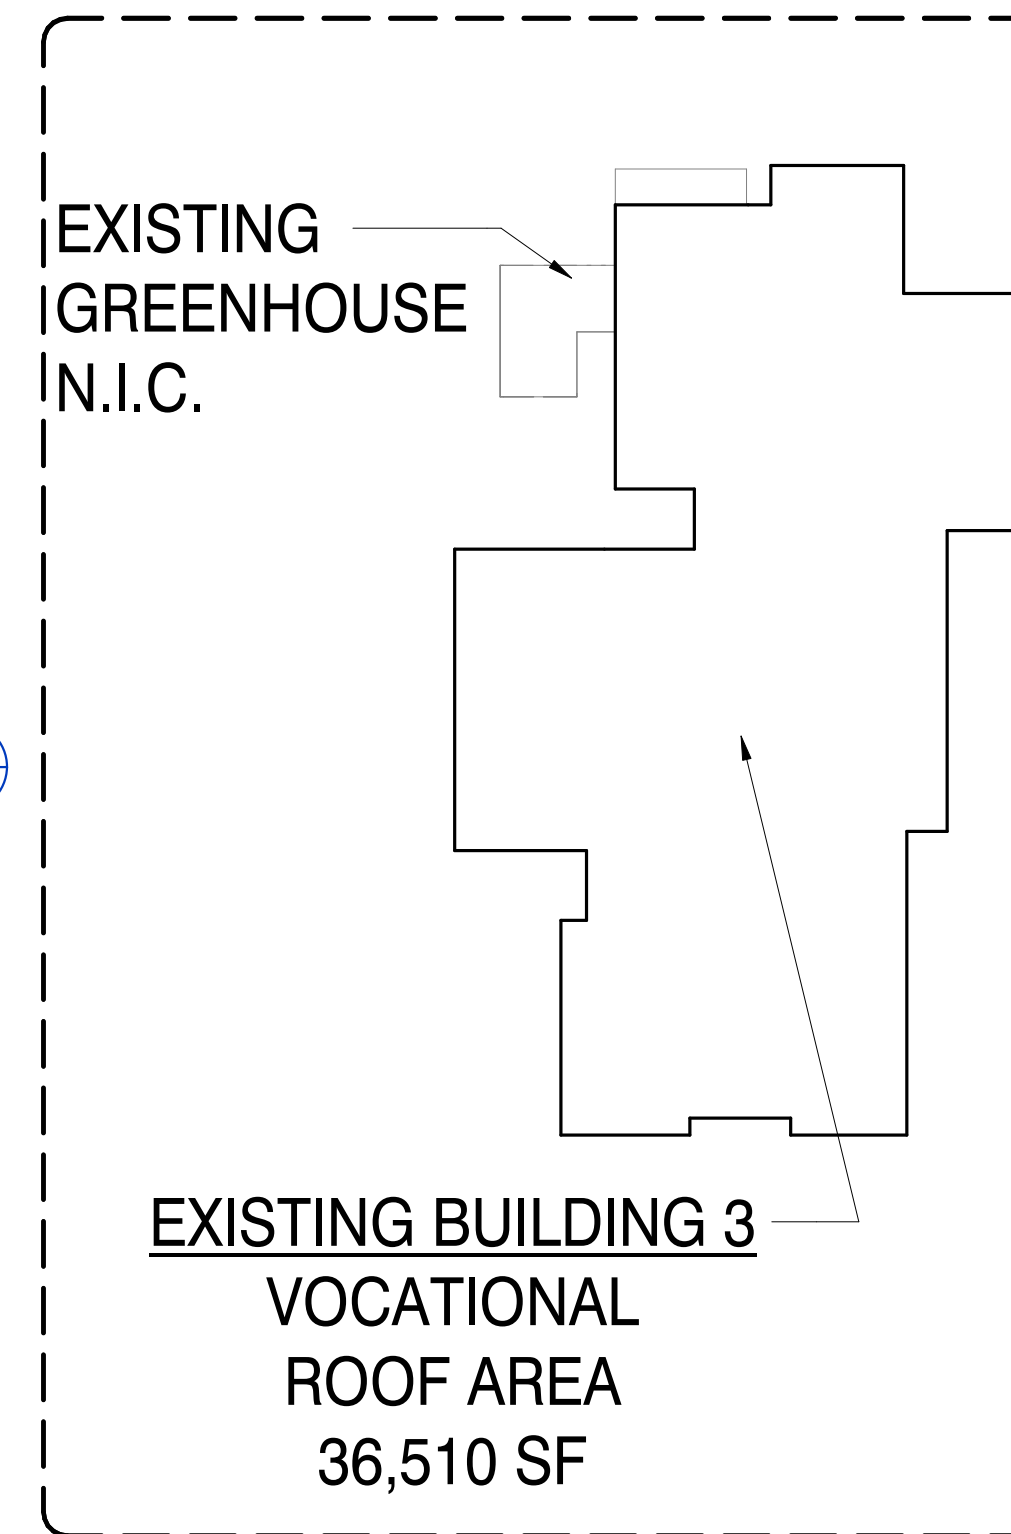 EXISTING
GREENHOUSE
N.I.C.
EXISTING BUILDING 3
VOCATIONAL
ROOF AREA
36,510 SF